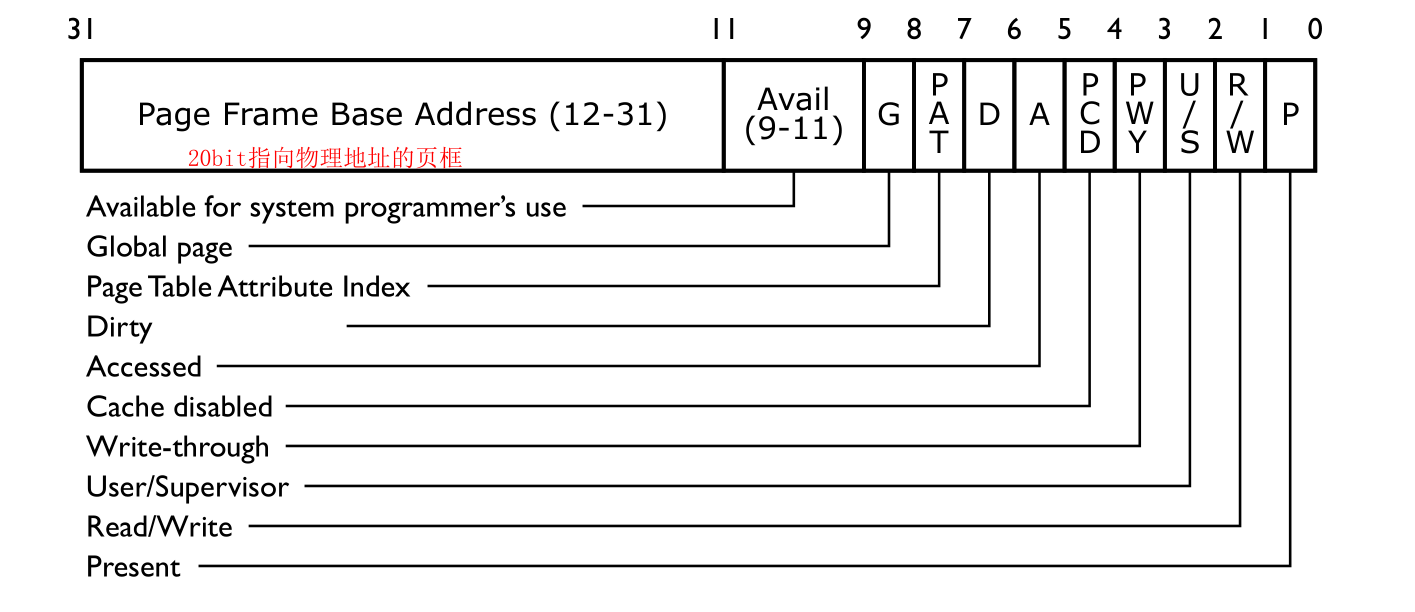 31 11 9 8 7 6 5 4 3 2 1 0
Page Frame Base Address (12-31)
20bit指向物理地址的页框
Avail
(9-11)
G
P
A
T
D
A
P
C
D
P
W
Y
U
/
S
R
/
W
P
Available for system programmer’s use
Global page
Page Table Attribute Index
Dirty
Accessed
Cache disabled
Write-through
User/Supervisor
Read/Write
Present